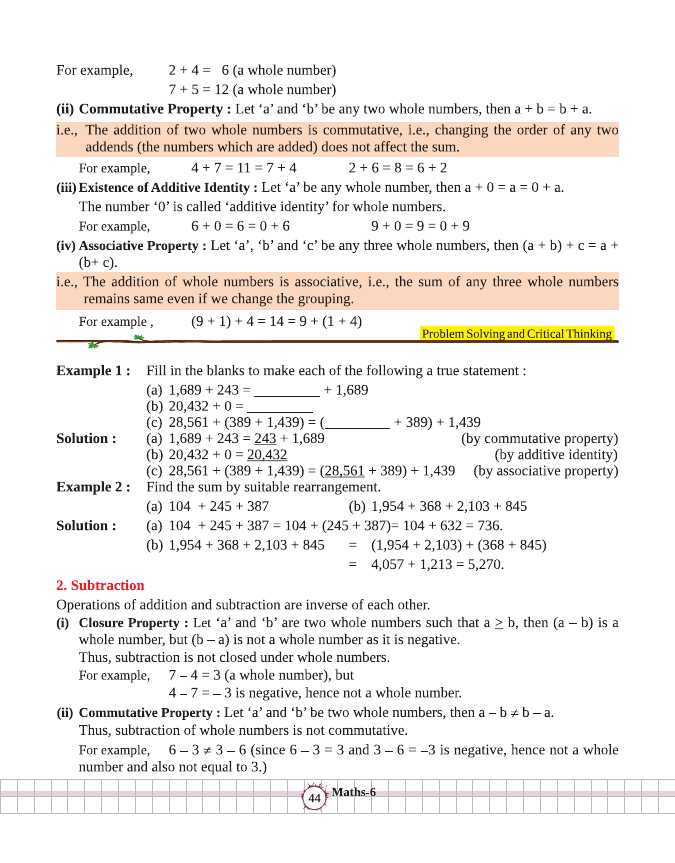 For example, 2 + 4 = 6 (a whole number)
7 + 5 = 12 (a whole number)
(ii) Commutative Property : Let ‘a’ and ‘b’ be any two whole numbers, then a + b = b + a.
i.e., The addition of two whole numbers is commutative, i.e., changing the order of any two
addends (the numbers which are added) does not affect the sum.
For example, 4 + 7 = 11 = 7 + 4 2 + 6 = 8 = 6 + 2
(iii) Existence of Additive Identity : Let ‘a’ be any whole number, then a + 0 = a = 0 + a.
The number ‘0’ is called ‘additive identity’ for whole numbers.
For example, 6 + 0 = 6 = 0 + 6 9 + 0 = 9 = 0 + 9
(iv) Associative Property : Let ‘a’, ‘b’ and ‘c’ be any three whole numbers, then (a + b) + c = a +
(b+ c).
i.e., The addition of whole numbers is associative, i.e., the sum of any three whole numbers
remains same even if we change the grouping.
For example , (9 + 1) + 4 = 14 = 9 + (1 + 4)
Problem Solving and Critical Thinking
Example 1 : Fill in the blanks to make each of the following a true statement :
(a) 1,689 + 243 = _________ + 1,689
(b) 20,432 + 0 = _________
(c) 28,561 + (389 + 1,439) = (_________ + 389) + 1,439
Solution : (a) 1,689 + 243 = 243 + 1,689 (by commutative property)
(b) 20,432 + 0 = 20,432 (by additive identity)
(c) 28,561 + (389 + 1,439) = (28,561 + 389) + 1,439 (by associative property)
Example 2 : Find the sum by suitable rearrangement.
(a) 104 + 245 + 387 (b) 1,954 + 368 + 2,103 + 845
Solution : (a) 104 + 245 + 387 = 104 + (245 + 387)= 104 + 632 = 736.
(b) 1,954 + 368 + 2,103 + 845 = (1,954 + 2,103) + (368 + 845)
= 4,057 + 1,213 = 5,270.
2. Subtraction
Operations of addition and subtraction are inverse of each other.
(i) Closure Property : Let ‘a’ and ‘b’ are two whole numbers such that a ≥ b, then (a – b) is a
whole number, but (b – a) is not a whole number as it is negative.
Thus, subtraction is not closed under whole numbers.
For example, 7 – 4 = 3 (a whole number), but
4 – 7 = – 3 is negative, hence not a whole number.
(ii) Commutative Property : Let ‘a’ and ‘b’ be two whole numbers, then a – b ≠ b – a.
Thus, subtraction of whole numbers is not commutative.
For example, 6 – 3 ≠ 3 – 6 (since 6 – 3 = 3 and 3 – 6 = –3 is negative, hence not a whole
number and also not equal to 3.)
44 Maths-6